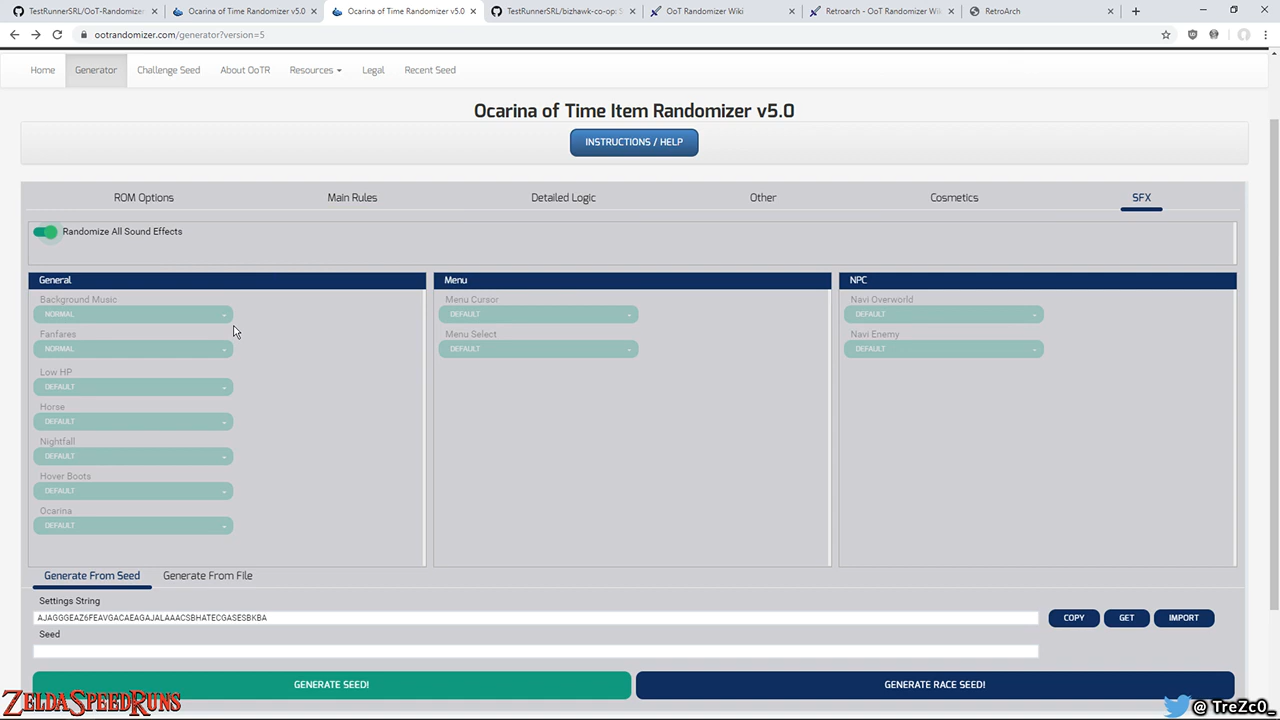 TestRunnerSRL/OoT-Randomizer
Ocarina of Time Randomizer v5.0
Ocarina of Time Randomizer v5.0
TestRunnerSRL/bizhawk-co-op: S
OoT Randomizer Wiki
Retroarch - OoT Randomizer Wiki
RetroArch
ootrandomizer.com/generator?version=5
Home
Generator
Challenge Seed
About OoTR
Resources
Legal
Recent Seed
Ocarina of Time Item Randomizer v5.0
INSTRUCTIONS / HELP
ROM Options
Main Rules
Detailed Logic
Other
Cosmetics
SFX
Randomize All Sound Effects
General
Background Music
NORMAL
Fanfares
NORMAL
Low HP
DEFAULT
Horse
DEFAULT
Nightfall
DEFAULT
Hover Boots
DEFAULT
Ocarina
DEFAULT
Menu
Menu Cursor
DEFAULT
Menu Select
DEFAULT
NPC
Navi Overworld
DEFAULT
Navi Enemy
DEFAULT
Generate From Seed
Generate From File
Settings String
AJAGGGEAZ6FEAVGACAEAGAJALAAACSBHATECGASESBKBA
COPY
GET
IMPORT
Seed
GENERATE SEED!
GENERATE RACE SEED!
ZELDASPEEDRUNS
@ TreZc0_